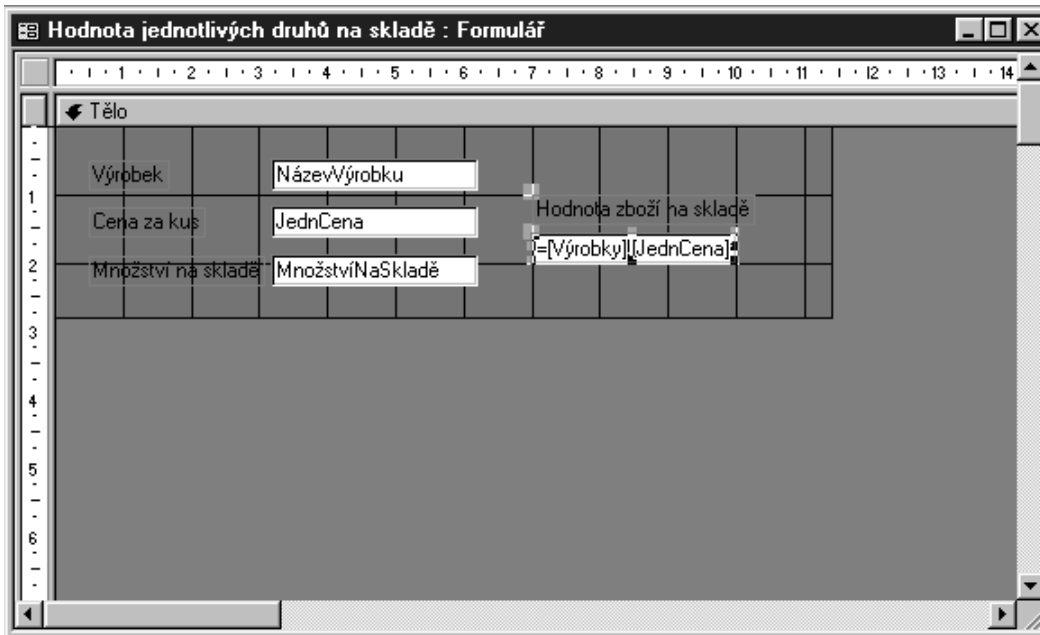 Hodnota jednotlivých druhů na skladě : Formulář
1 2 3 4 5 6 7 8 9 10 11 12 13 14
Tělo
Výrobek NázevVýrobku
Hodnota zboží na skladě
Cena za kus JednCena
=[Výrobky]![JednCena]*
Množství na skladě MnožstvíNaSkladě
1
2
3
4
5
6